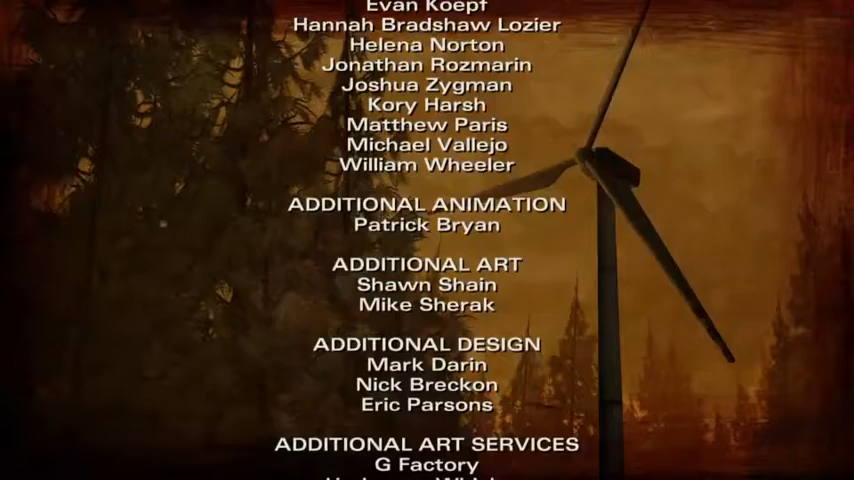 Evan Koepf
Hannah Bradshaw Lozier
Helena Norton
Jonathan Rozmarin
Joshua Zygman
Kory Harsh
Matthew Paris
Michael Vallejo
William Wheeler
ADDITIONAL ANIMATION
Patrick Bryan
ADDITIONAL ART
Shawn Shain
Mike Sherak
ADDITIONAL DESIGN
Mark Darin
Nick Breckon
Eric Parsons
ADDITIONAL ART SERVICES
G Factory